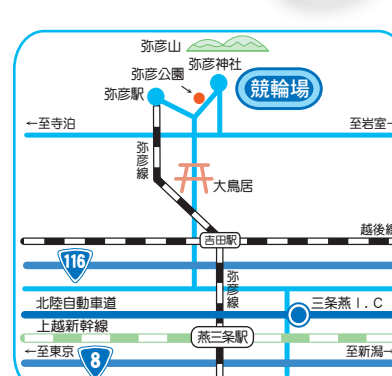 弥彦山
弥彦神社
弥彦公園
弥彦駅
競輪場
←至寺泊
至岩室
弥彦線
大鳥居
越後線
吉田駅
116
弥彦線
北陸自動車道
三条燕I.C
上越新幹線
燕三条駅
←至東京
8
至新潟